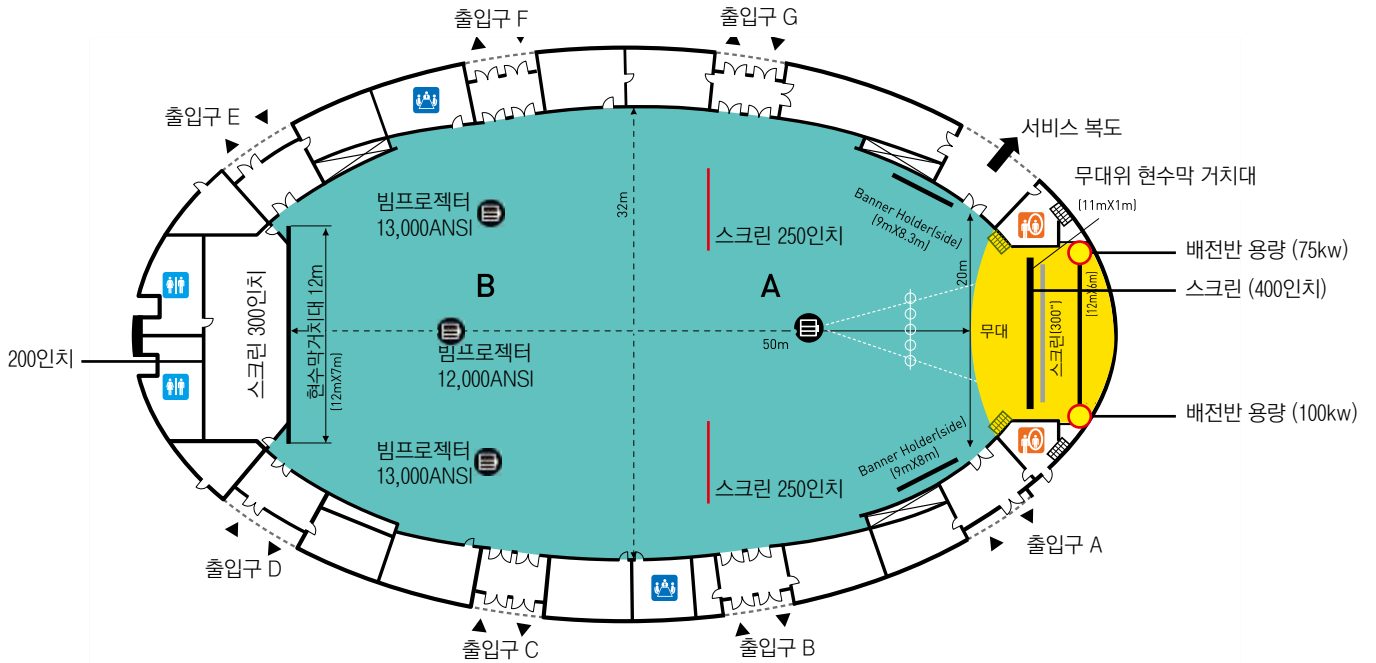 출입구 F
출입구 G
출입구 E
서비스 복도
무대위 현수막 거치대
(11mX1m)
빔프로젝터
13,000ANSI
32m
스크린 250인치
Banner Holder(side)
(9mX8.3m)
20m
배전반 용량 (75kw)
스크린 (400인치)
B
A
스크린 300인치
현수막거치대 12m
(12mX7m)
200인치
빔프로젝터
12,000ANSI
50m
무대
스크린(300")
(12mX6m)
빔프로젝터
13,000ANSI
스크린 250인치
Banner Holder(side)
(9mX8m)
배전반 용량 (100kw)
출입구 D
출입구 A
출입구 C
출입구 B